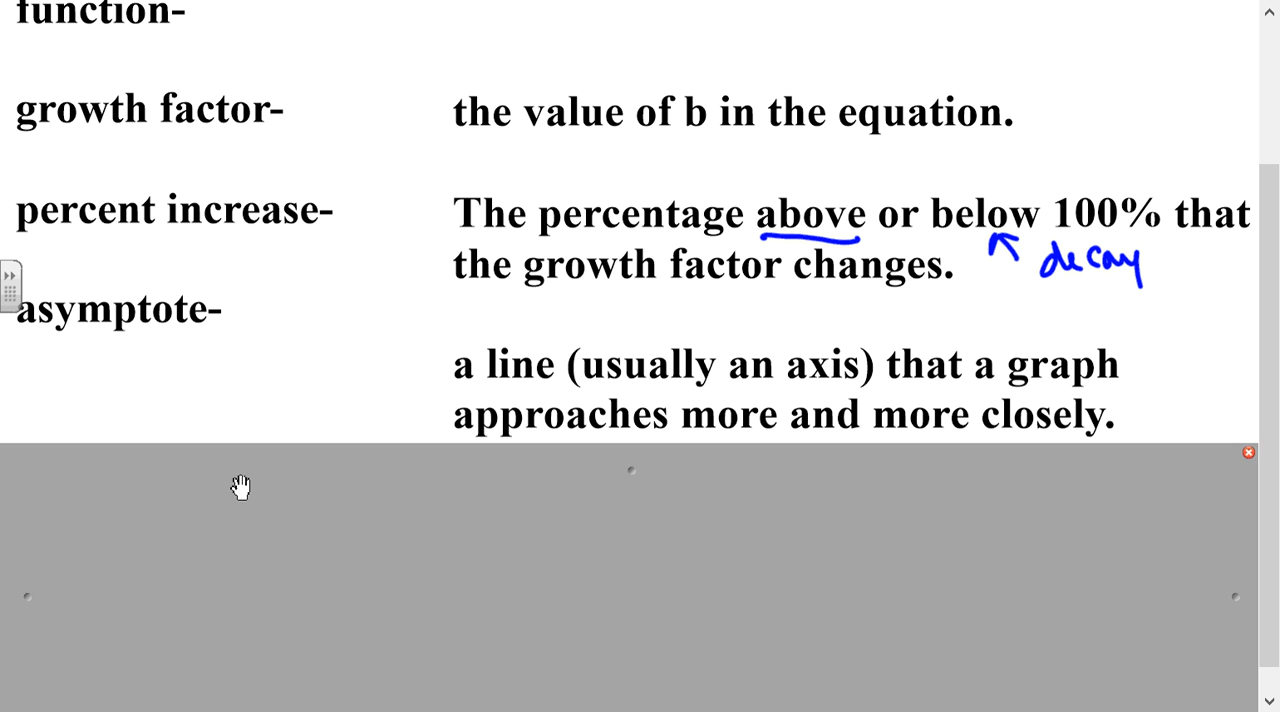 function-
growth factor- the value of b in the equation.
percent increase- The percentage above or below 100% that
the growth factor changes. decay
asymptote-
a line (usually an axis) that a graph
approaches more and more closely.